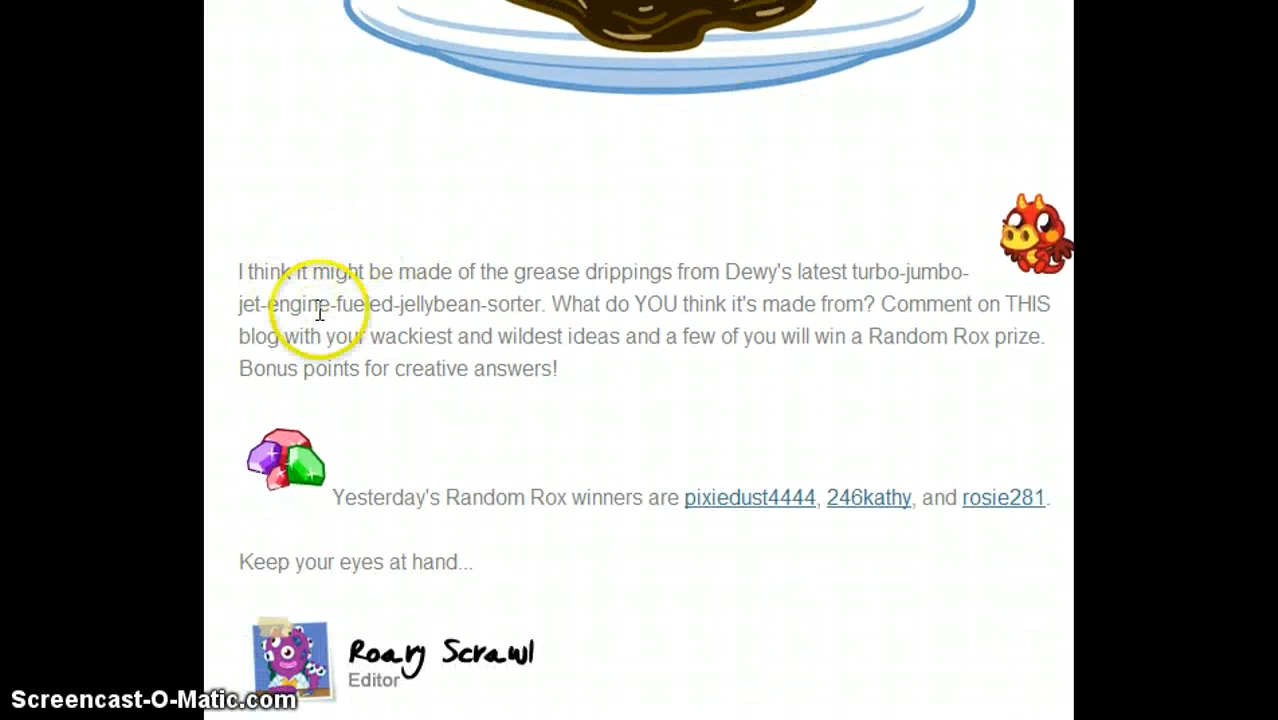 I think it might be made of the grease drippings from Dewy's latest turbo-jumbo-
jet-engine-fueled-jellybean-sorter. What do YOU think it's made from? Comment on THIS
blog with your wackiest and wildest ideas and a few of you will win a Random Rox prize.
Bonus points for creative answers!
Yesterday's Random Rox winners are pixiedust4444, 246kathy, and rosie281.
Keep your eyes at hand...
Roary Scrawl
Editor
Screencast-O-Matic.com